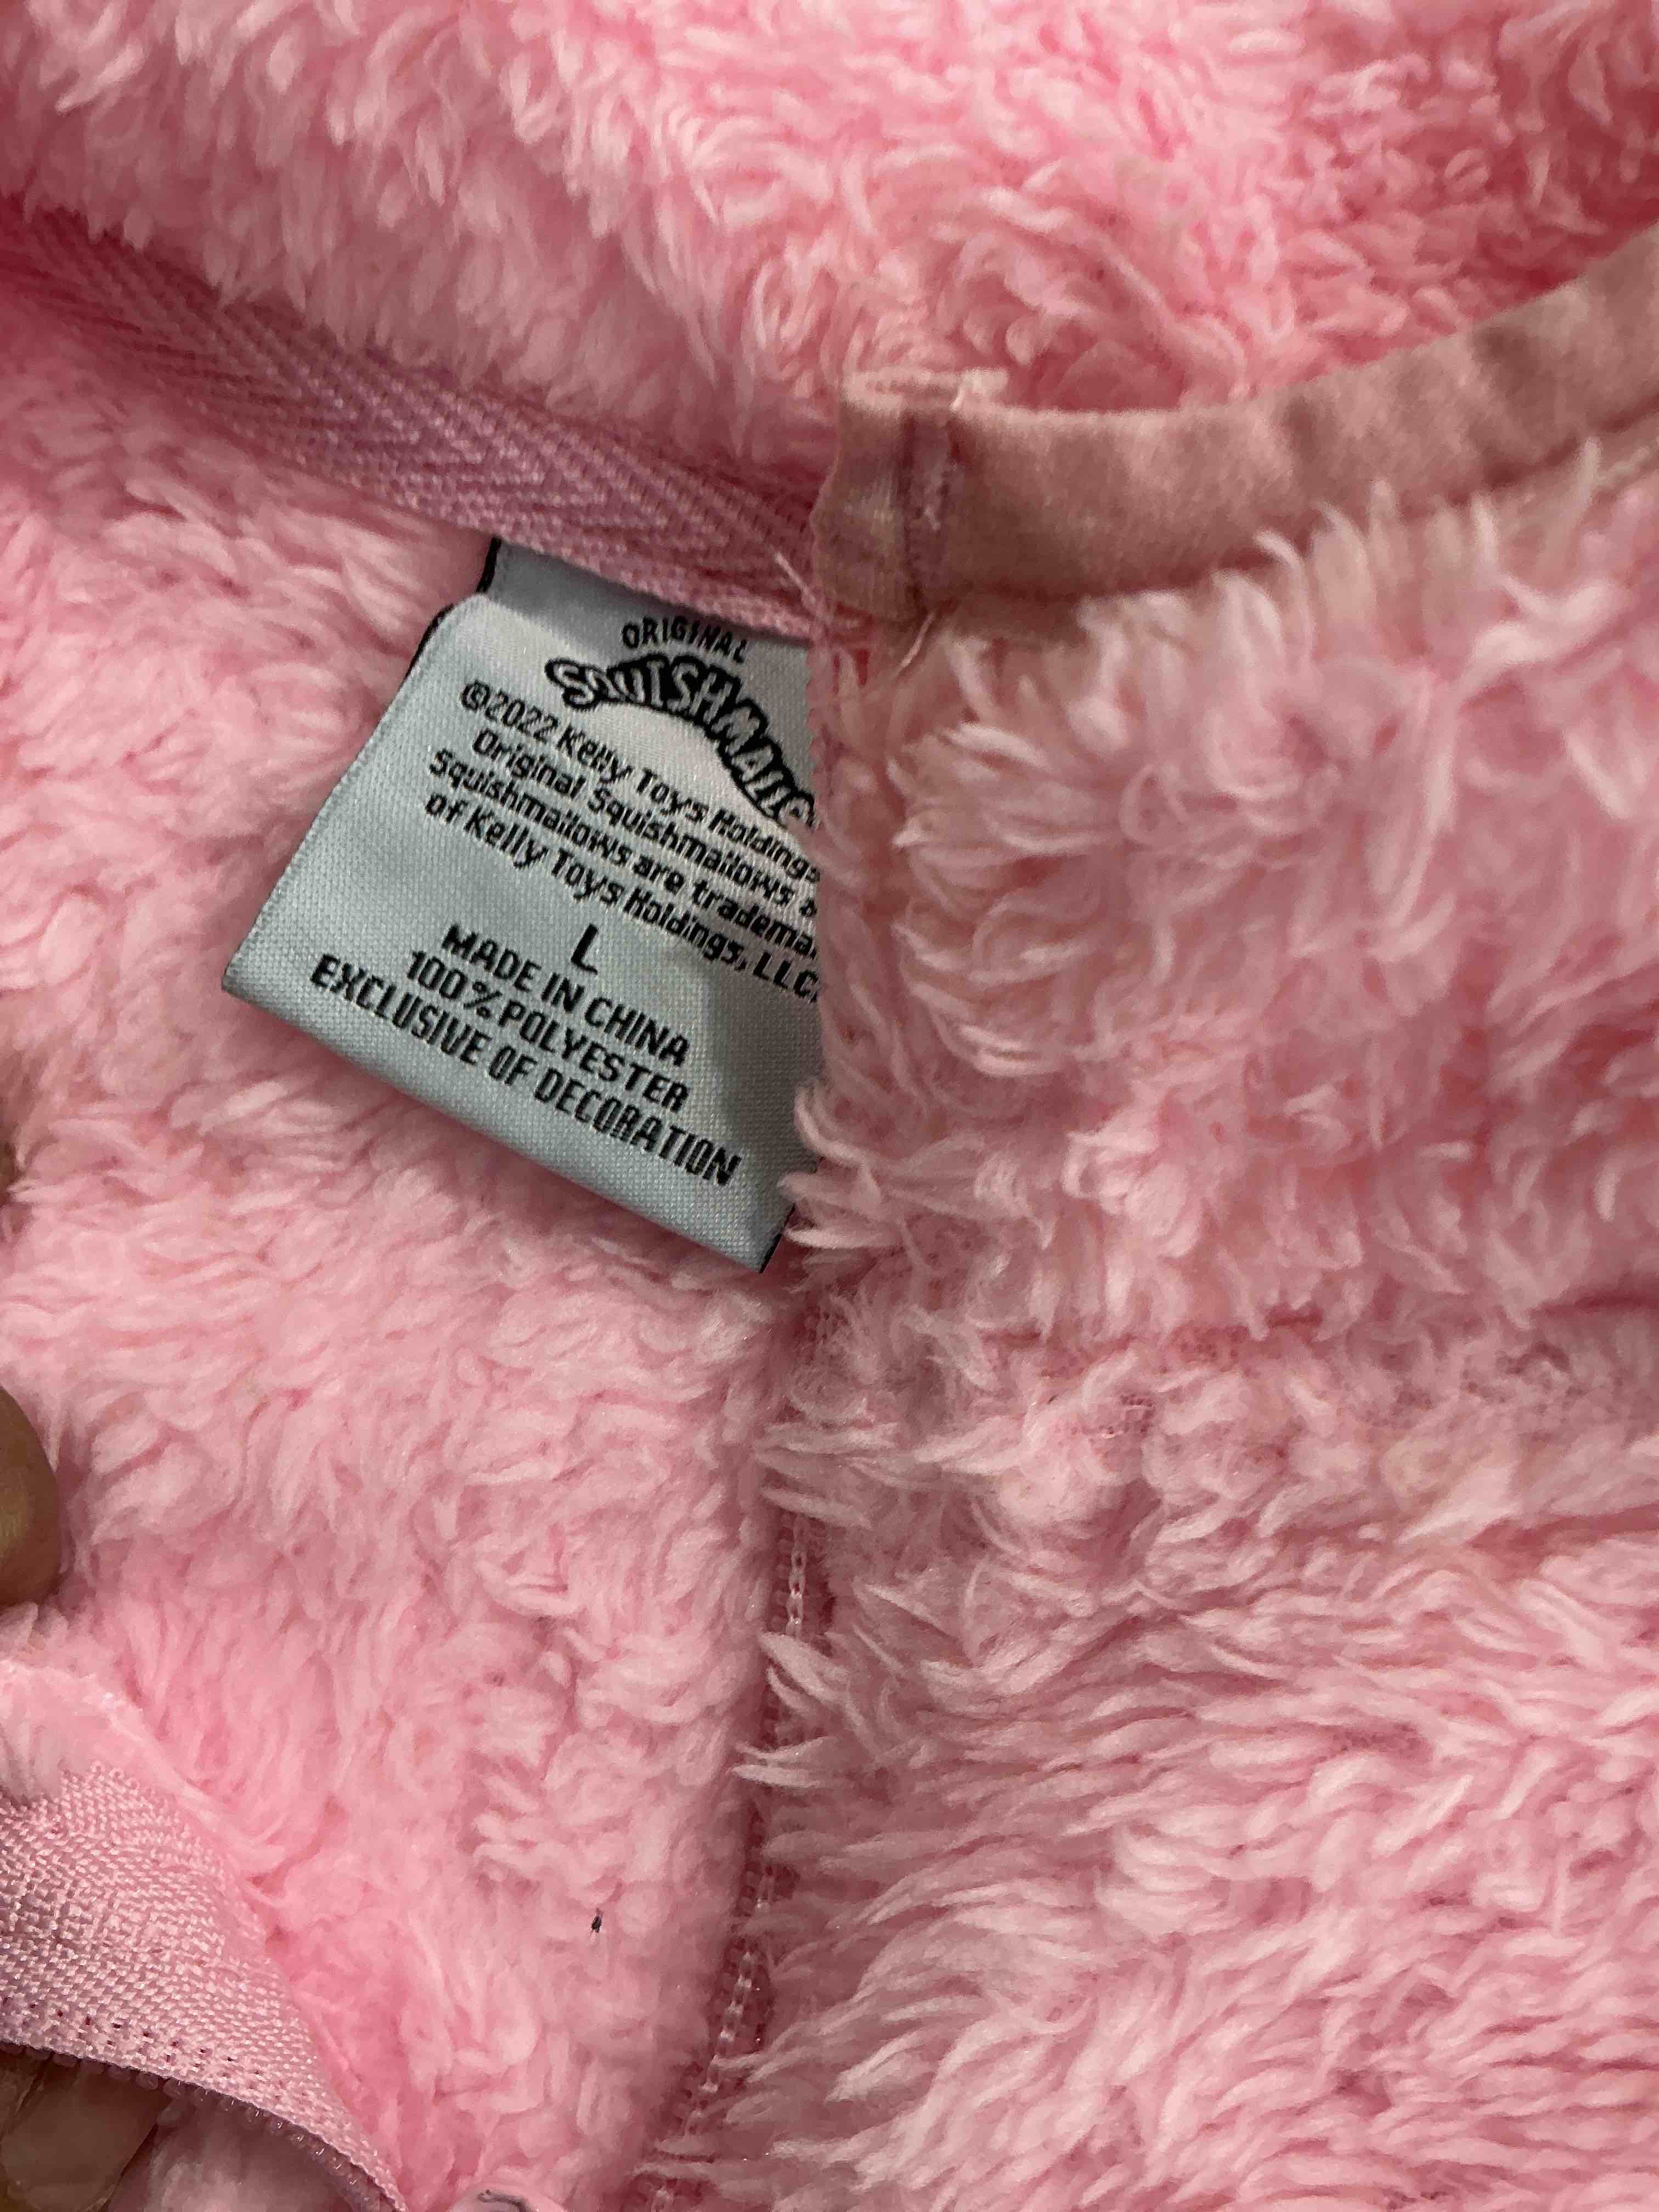 ORIGINAL
SQUISHMALLO
©2022 Kelly Toys Holdings
Original Squishmallows &
Squishmallows are tradema
of Kelly Toys Holdings, LLC.
L
MADE IN CHINA
100% POLYESTER
EXCLUSIVE OF DECORATION